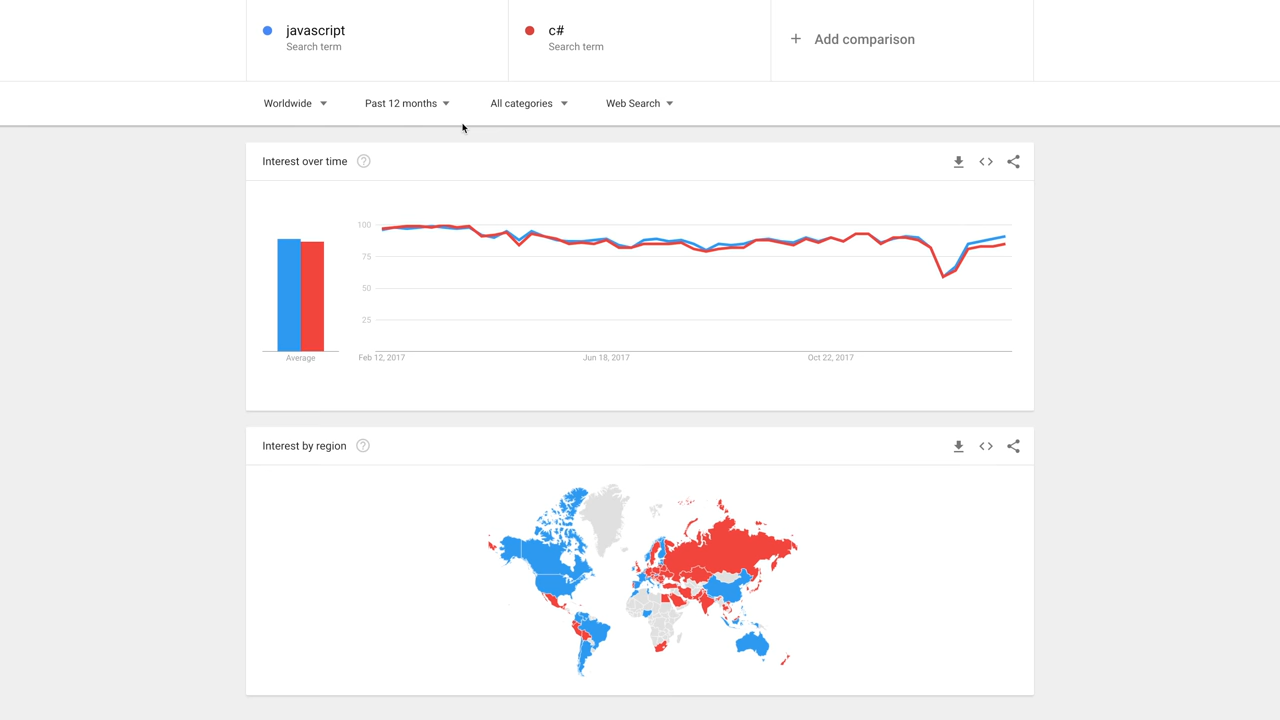 javascript
Search term
c#
Search term
+ Add comparison
Worldwide
Past 12 months
All categories
Web Search
Interest over time ?
100
75
50
25
Average
Feb 12, 2017
Jun 18, 2017
Oct 22, 2017
Interest by region ?